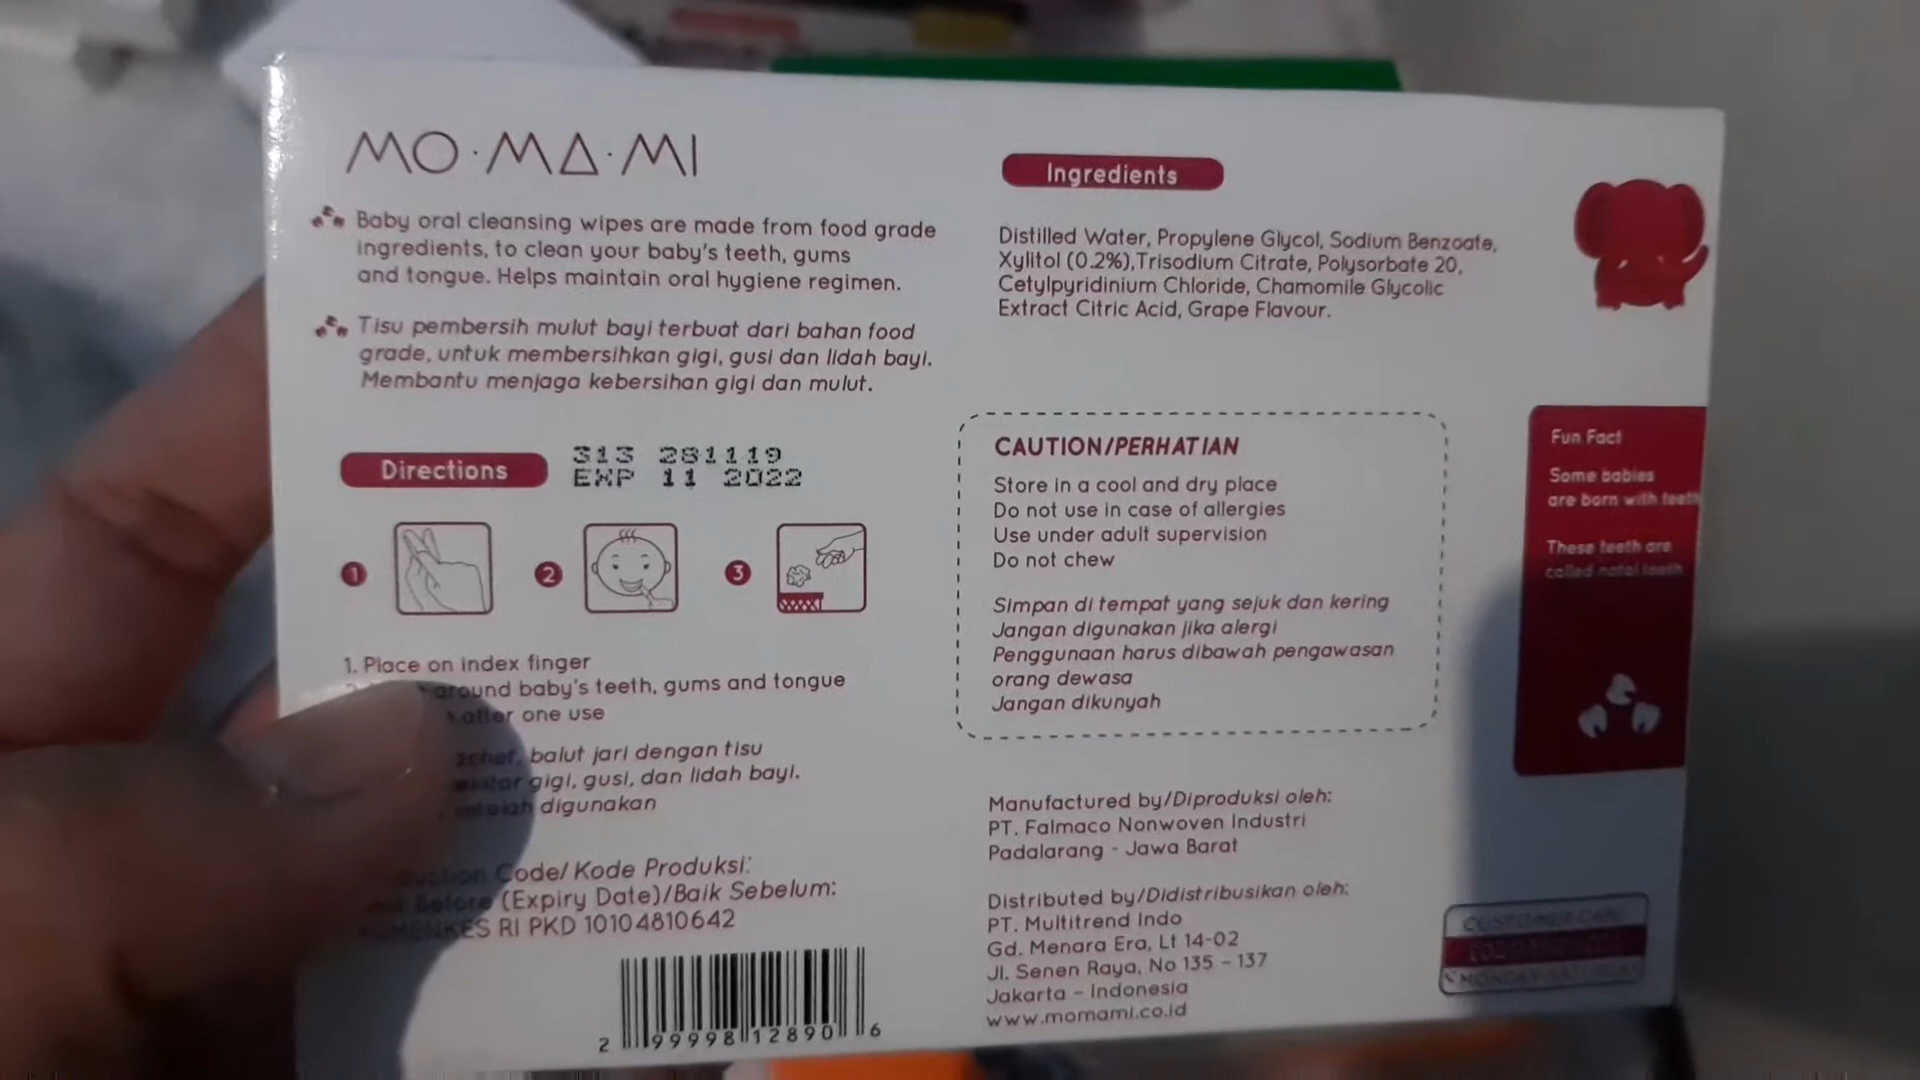 MO·MA·MI
Baby oral cleansing wipes are made from food grade
ingredients, to clean your baby's teeth, gums
and tongue. Helps maintain oral hygiene regimen.
Tisu pembersih mulut bayi terbuat dari bahan food
grade, untuk membersihkan gigi, gusi dan lidah bayi.
Membantu menjaga kebersihan gigi dan mulut.
Directions
313 281119
EXP 11 2022
1
2
3
1. Place on index finger
around baby's teeth, gums and tongue
after one use
balut jari dengan tisu
gigi, gusi, dan lidah bayi.
setelah digunakan
Code/ Kode Produksi:
Before (Expiry Date)/Baik Sebelum:
RI PKD 10104810642
2 99998 12890 6
Ingredients
Distilled Water, Propylene Glycol, Sodium Benzoate,
Xylitol (0.2%),Trisodium Citrate, Polysorbate 20,
Cetylpyridinium Chloride, Chamomile Glycolic
Extract Citric Acid, Grape Flavour.
CAUTION/PERHATIAN
Store in a cool and dry place
Do not use in case of allergies
Use under adult supervision
Do not chew
Simpan di tempat yang sejuk dan kering
Jangan digunakan jika alergi
Penggunaan harus dibawah pengawasan
orang dewasa
Jangan dikunyah
Manufactured by/Diproduksi oleh:
PT. Falmaco Nonwoven Industri
Padalarang - Jawa Barat
Distributed by/Didistribusikan oleh:
PT. Multitrend Indo
Gd. Menara Era, Lt 14-02
Jl. Senen Raya, No 135 - 137
Jakarta - Indonesia
www.momami.co.id
Fun Fact
Some babies
are born with teeth
These teeth are
called natal teeth
CUSTOMER CARE